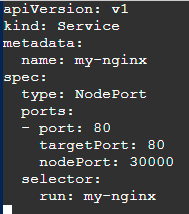 apiVersion: v1
kind: Service
metadata:
  name: my-nginx
spec:
  type: NodePort
  ports:
  - port: 80
    targetPort: 80
    nodePort: 30000
  selector:
    run: my-nginx